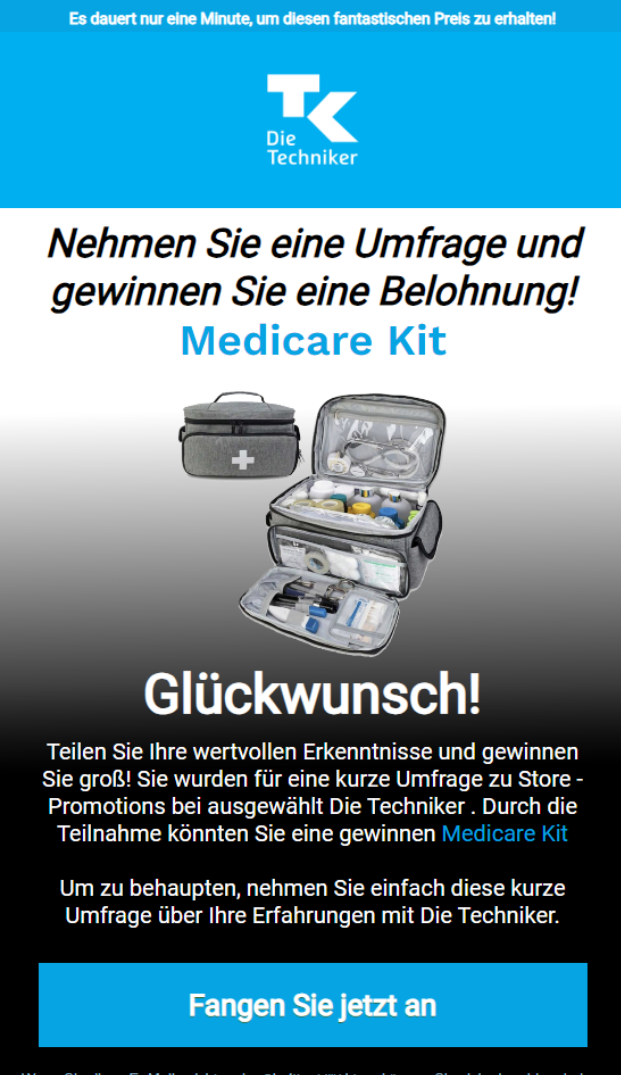 Es dauert nur eine Minute, um diesen fantastischen Preis zu erhalten!
TK
Die
Techniker
Nehmen Sie eine Umfrage und
gewinnen Sie eine Belohnung!
Medicare Kit
Glückwunsch!
Teilen Sie Ihre wertvollen Erkenntnisse und gewinnen
Sie groß! Sie wurden für eine kurze Umfrage zu Store -
Promotions bei ausgewählt Die Techniker . Durch die
Teilnahme könnten Sie eine gewinnen Medicare Kit
Um zu behaupten, nehmen Sie einfach diese kurze
Umfrage über Ihre Erfahrungen mit Die Techniker.
Fangen Sie jetzt an